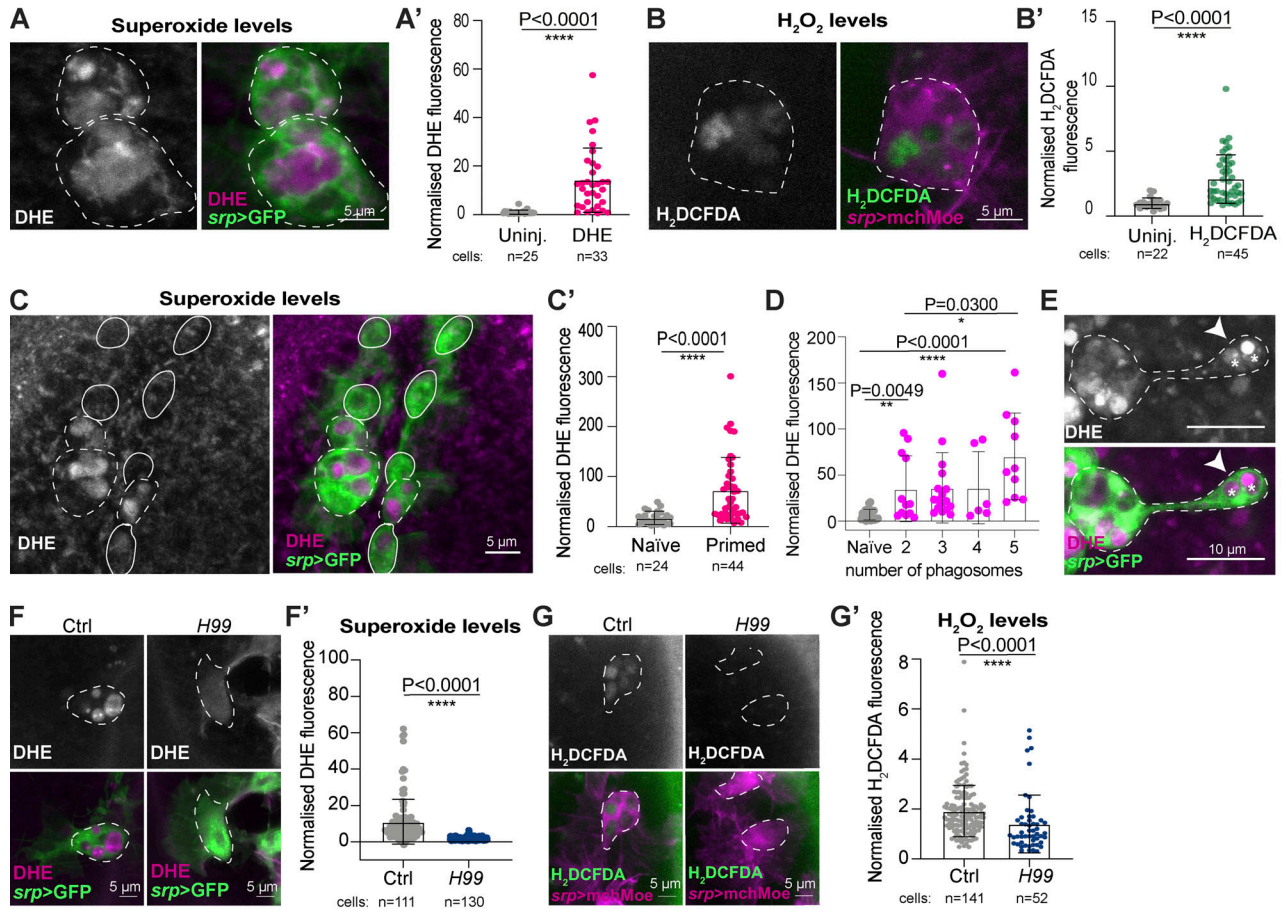 A
Superoxide levels
DHE
DHE
srp>GFP
5 µm
A'
P<0.0001
****
Normalised DHE fluorescence
80
60
40
20
0
Uninj.
DHE
cells:
n=25
n=33
B
H₂O₂ levels
H₂DCFDA
H₂DCFDA
srp>mchMoe
5 µm
B'
P<0.0001
****
Normalised H₂DCFDA
fluorescence
15
10
5
0
Uninj.
H₂DCFDA
cells:
n=22
n=45
C
Superoxide levels
DHE
DHE
srp>GFP
5 µm
C'
P<0.0001
****
Normalised DHE fluorescence
400
300
200
100
0
Naïve
Primed
cells:
n=24
n=44
D
P=0.0300
*
P<0.0001
****
P=0.0049
**
Normalised DHE fluorescence
200
150
100
50
0
Naïve
2
3
4
5
number of phagosomes
E
* *
DHE
* *
DHE
srp>GFP
10 µm
F
Ctrl
H99
DHE
DHE
DHE
srp>GFP
5 µm
DHE
srp>GFP
5 µm
F'
Superoxide levels
P<0.0001
****
Normalised DHE fluorescence
100
80
60
40
20
0
Ctrl
H99
cells:
n=111
n=130
G
Ctrl
H99
H₂DCFDA
H₂DCFDA
H₂DCFDA
srp>mchMoe
5 µm
H₂DCFDA
srp>mchMoe
5 µm
G'
H₂O₂ levels
P<0.0001
****
Normalised H₂DCFDA fluorescence
8
6
4
2
0
Ctrl
H99
cells:
n=141
n=52